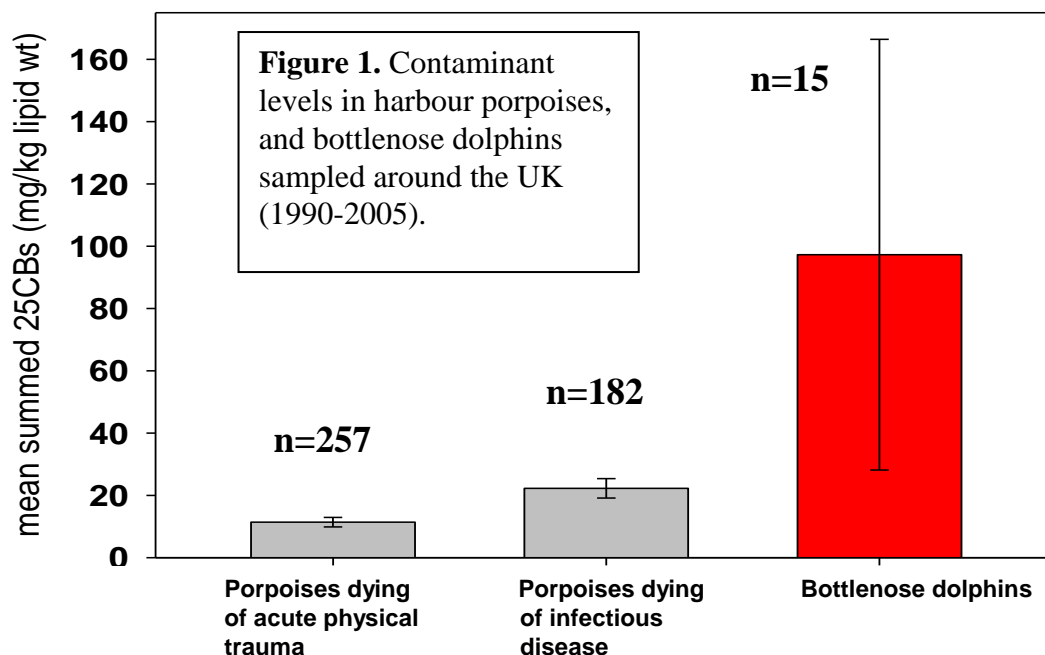 mean summed 25CBs (mg/kg lipid wt)
160
140
120
100
80
60
40
20
0
Figure 1. Contaminant
levels in harbour porpoises,
and bottlenose dolphins
sampled around the UK
(1990-2005).
n=257
n=182
n=15
Porpoises dying
of acute physical
trauma
Porpoises dying
of infectious
disease
Bottlenose dolphins